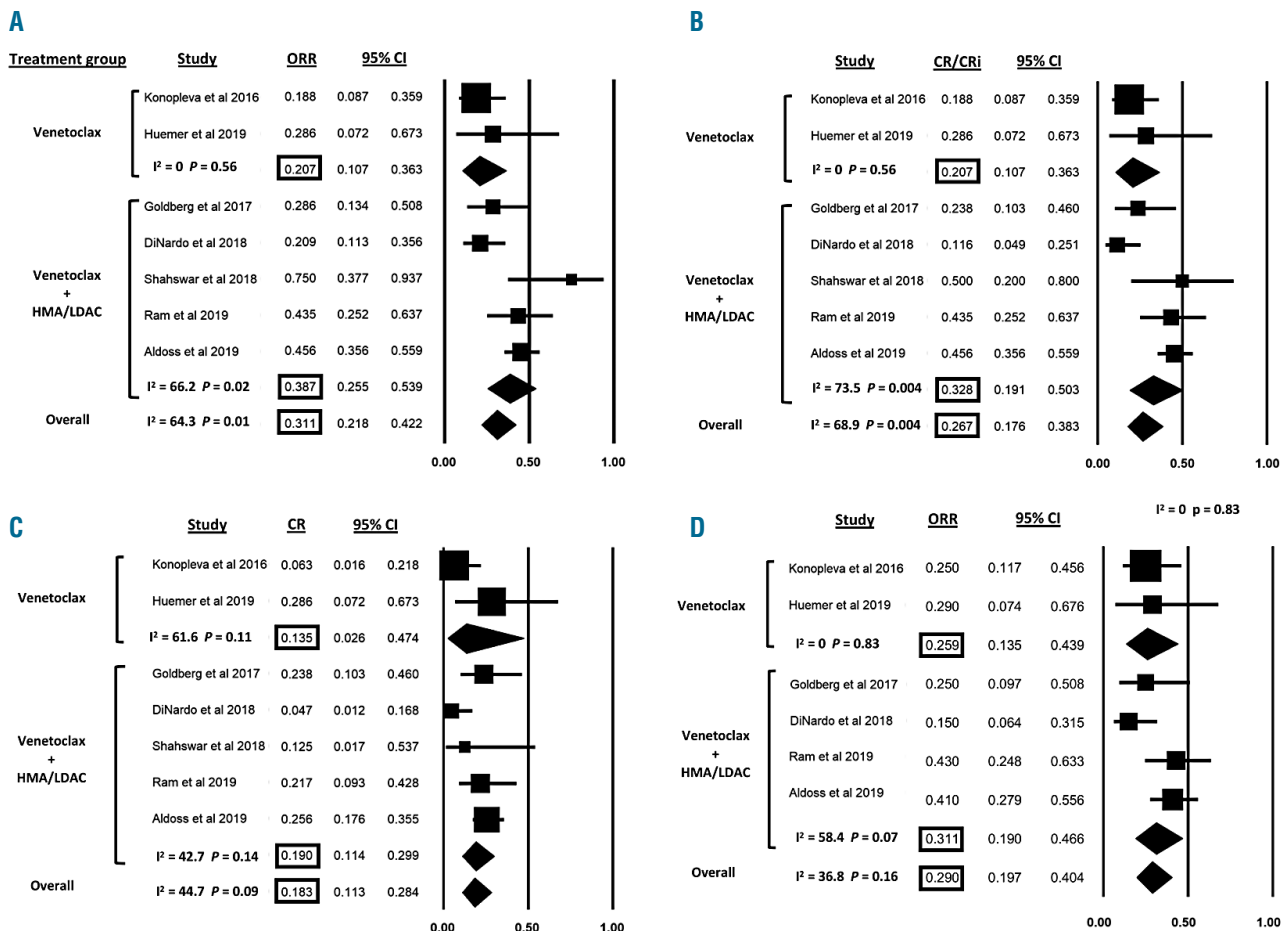 A
Treatment group Study ORR 95% CI
Konopleva et al 2016 0.188 0.087 0.359
Venetoclax Huemer et al 2019 0.286 0.072 0.673
I² = 0 P = 0.56 0.207 0.107 0.363
Goldberg et al 2017 0.286 0.134 0.508
DiNardo et al 2018 0.209 0.113 0.356
Venetoclax + HMA/LDAC Shahswar et al 2018 0.750 0.377 0.937
Ram et al 2019 0.435 0.252 0.637
Aldoss et al 2019 0.456 0.356 0.559
I² = 66.2 P = 0.02 0.387 0.255 0.539
Overall I² = 64.3 P = 0.01 0.311 0.218 0.422
0.00 0.50 1.00
B
Study CR/CRi 95% CI
Konopleva et al 2016 0.188 0.087 0.359
Venetoclax Huemer et al 2019 0.286 0.072 0.673
I² = 0 P = 0.56 0.207 0.107 0.363
Goldberg et al 2017 0.238 0.103 0.460
DiNardo et al 2018 0.116 0.049 0.251
Venetoclax + HMA/LDAC Shahswar et al 2018 0.500 0.200 0.800
Ram et al 2019 0.435 0.252 0.637
Aldoss et al 2019 0.456 0.356 0.559
I² = 73.5 P = 0.004 0.328 0.191 0.503
Overall I² = 68.9 P = 0.004 0.267 0.176 0.383
0.00 0.50 1.00
C
Study CR 95% CI
Konopleva et al 2016 0.063 0.016 0.218
Venetoclax Huemer et al 2019 0.286 0.072 0.673
I² = 61.6 P = 0.11 0.135 0.026 0.474
Goldberg et al 2017 0.238 0.103 0.460
DiNardo et al 2018 0.047 0.012 0.168
Venetoclax + HMA/LDAC Shahswar et al 2018 0.125 0.017 0.537
Ram et al 2019 0.217 0.093 0.428
Aldoss et al 2019 0.256 0.176 0.355
I² = 42.7 P = 0.14 0.190 0.114 0.299
Overall I² = 44.7 P = 0.09 0.183 0.113 0.284
0.00 0.50 1.00
D
I² = 0 p = 0.83
Study ORR 95% CI
Konopleva et al 2016 0.250 0.117 0.456
Venetoclax Huemer et al 2019 0.290 0.074 0.676
I² = 0 P = 0.83 0.259 0.135 0.439
Goldberg et al 2017 0.250 0.097 0.508
DiNardo et al 2018 0.150 0.064 0.315
Venetoclax + HMA/LDAC Ram et al 2019 0.430 0.248 0.633
Aldoss et al 2019 0.410 0.279 0.556
I² = 58.4 P = 0.07 0.311 0.190 0.466
Overall I² = 36.8 P = 0.16 0.290 0.197 0.404
0.00 0.50 1.00